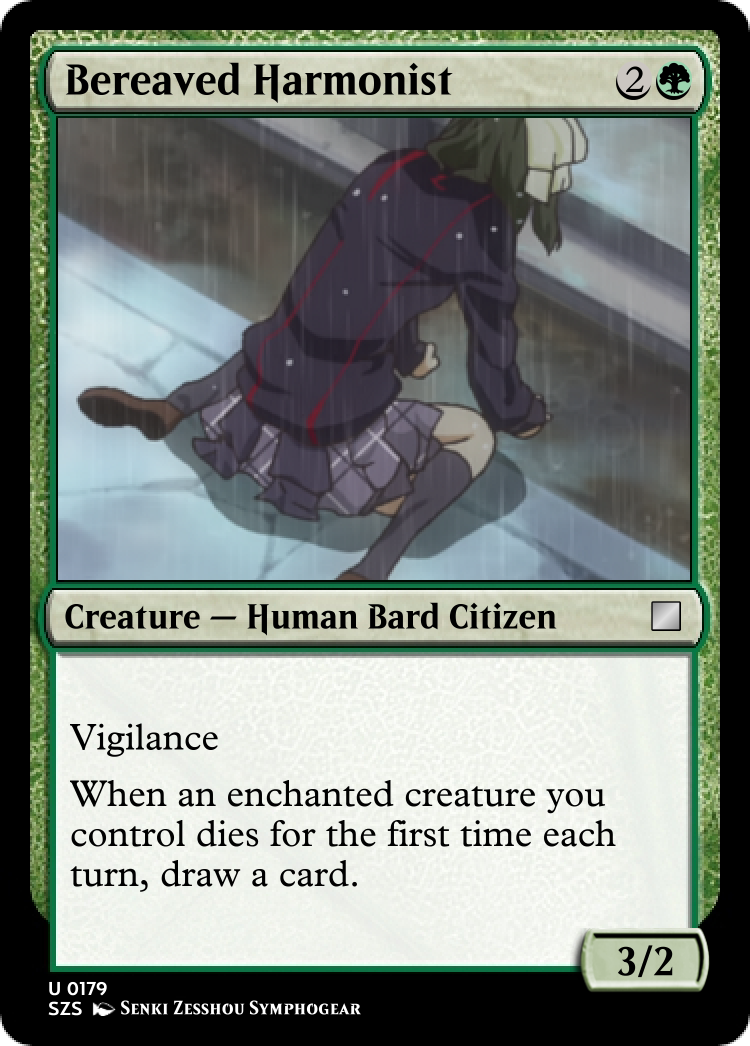 Bereaved Harmonist 2
Creature — Human Bard Citizen
Vigilance
When an enchanted creature you
control dies for the first time each
turn, draw a card.
3/2
U 0179
SZS SENKI ZESSHOU SYMPHOGEAR